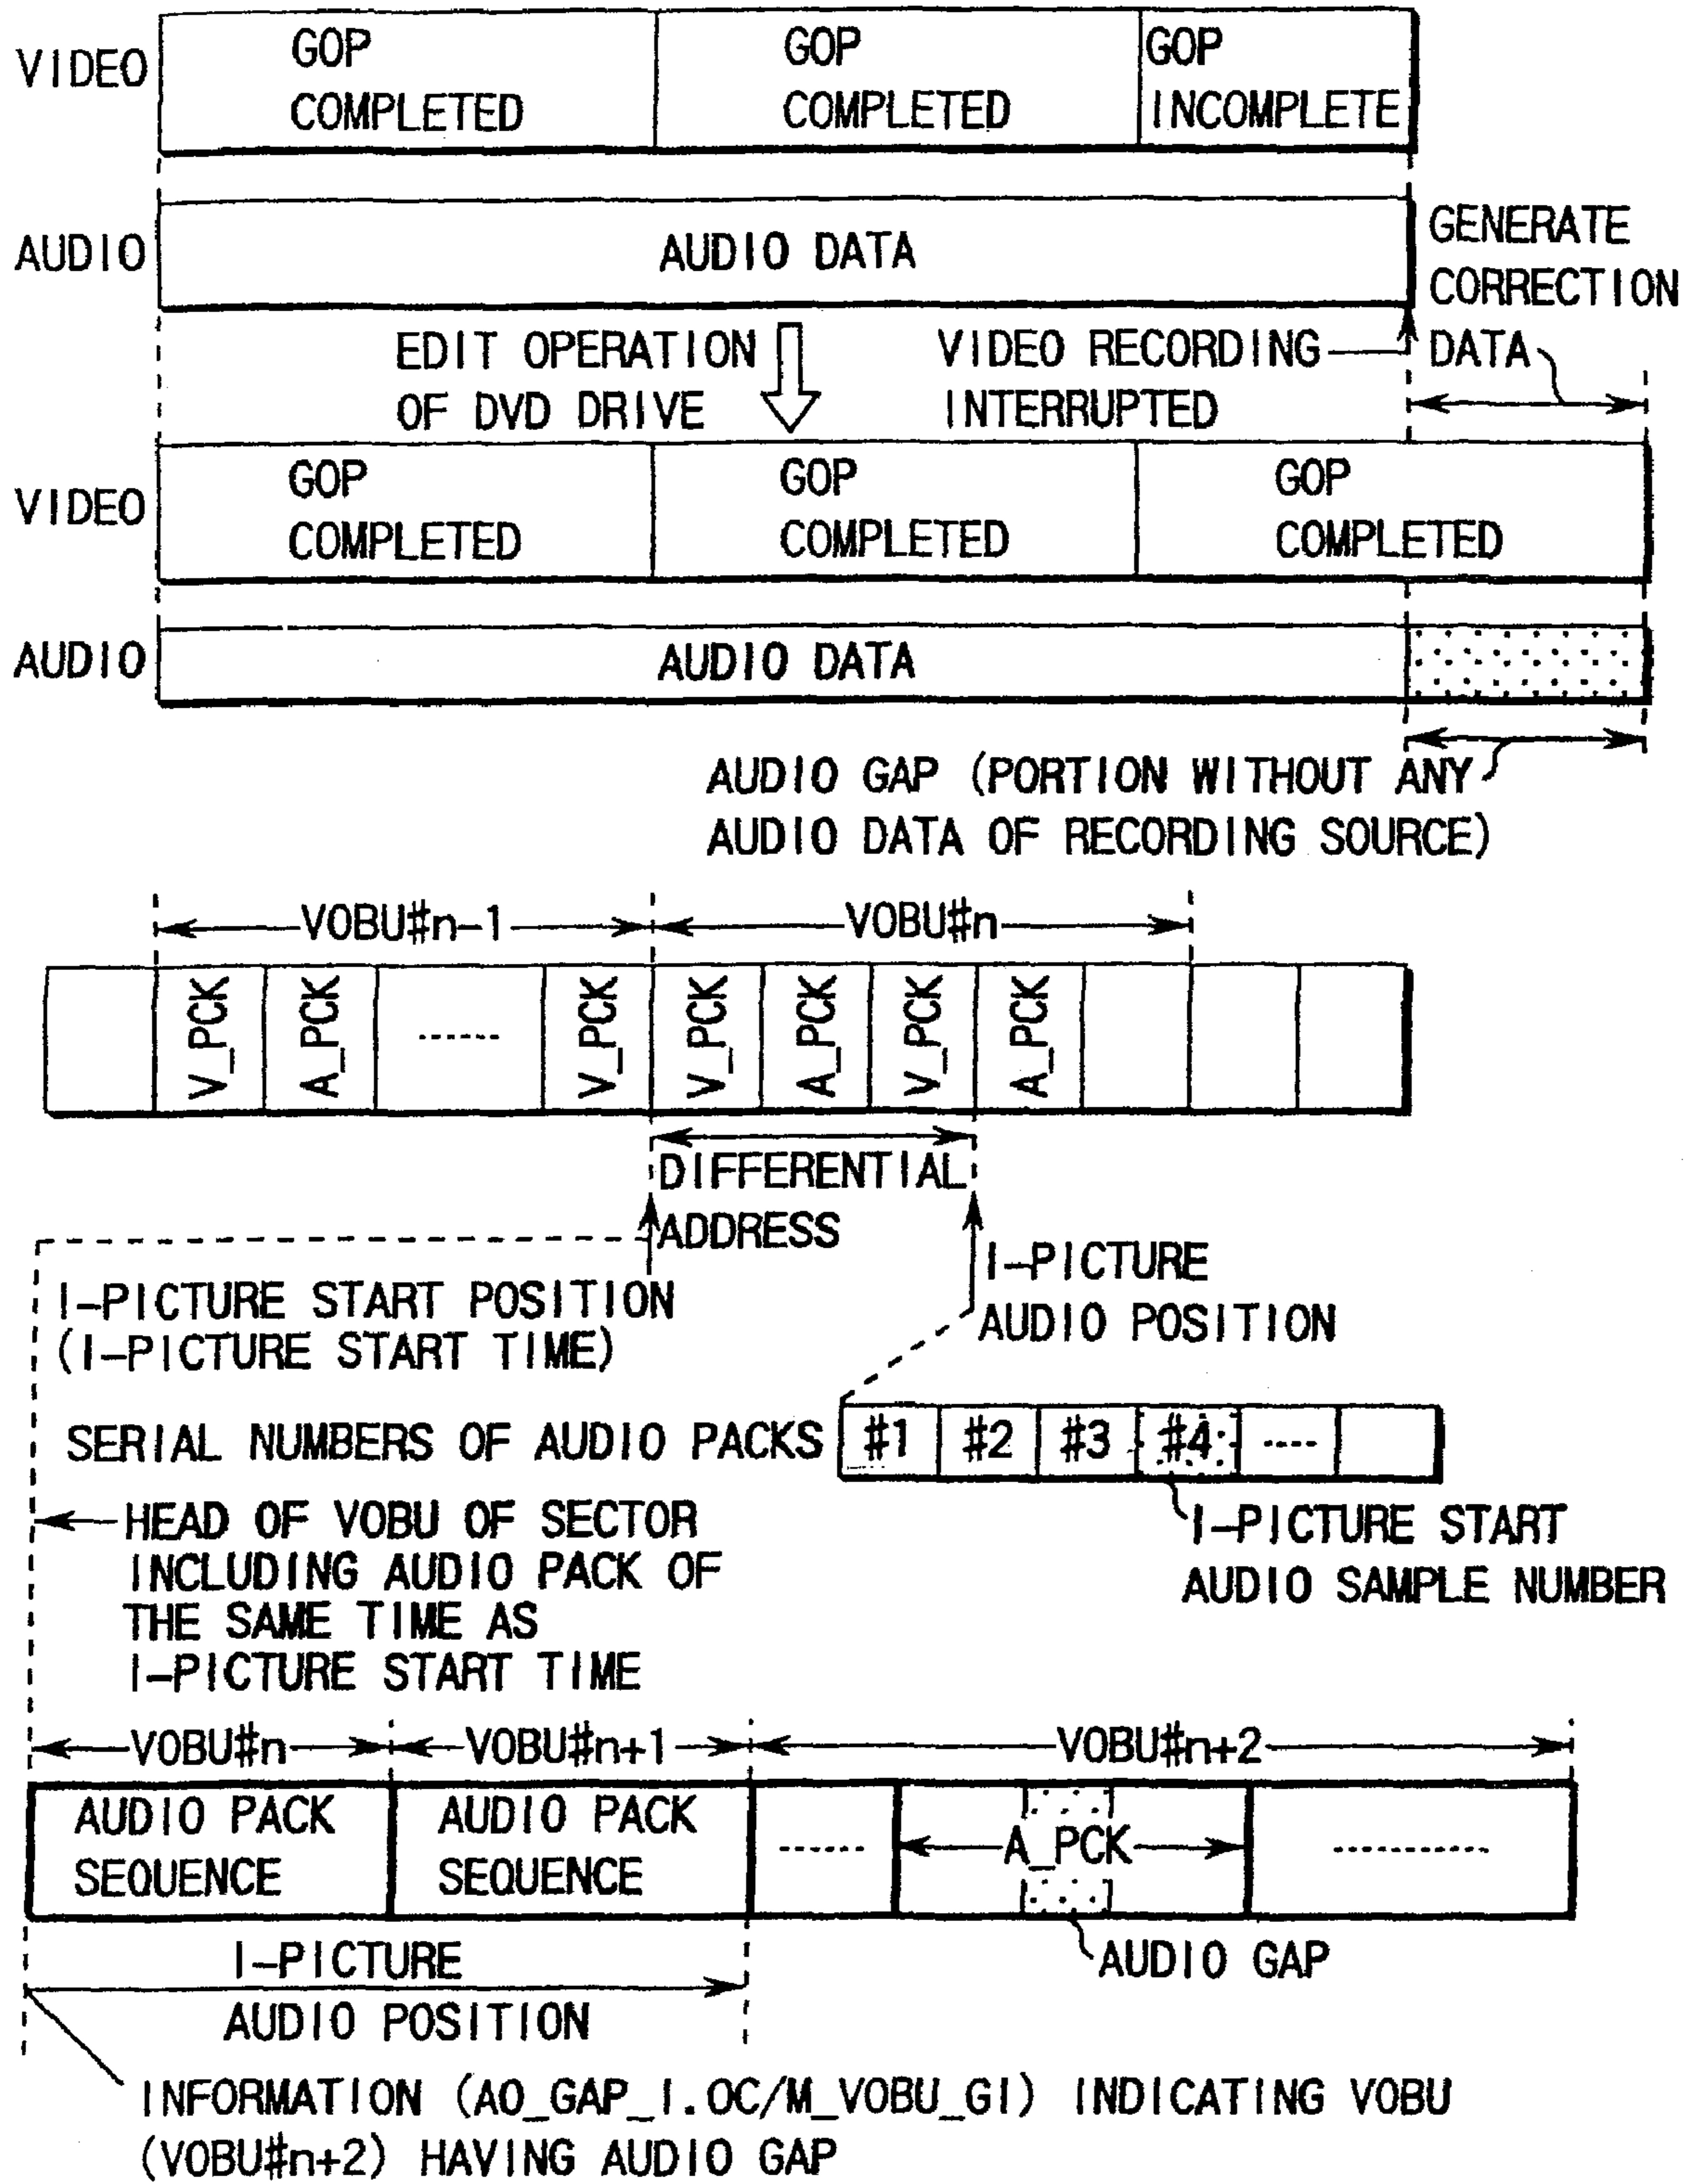 VIDEO
GOP
COMPLETED
GOP
COMPLETED
GOP
INCOMPLETE
AUDIO
AUDIO DATA
GENERATE
CORRECTION
DATA
EDIT OPERATION
OF DVD DRIVE
VIDEO RECORDING
INTERRUPTED
VIDEO
GOP
COMPLETED
GOP
COMPLETED
GOP
COMPLETED
AUDIO
AUDIO DATA
AUDIO GAP (PORTION WITHOUT ANY
AUDIO DATA OF RECORDING SOURCE)
VOBU#n-1
VOBU#n
V_PCK
A_PCK
......
V_PCK
V_PCK
A_PCK
V_PCK
A_PCK
DIFFERENTIAL
ADDRESS
I-PICTURE START POSITION
(I-PICTURE START TIME)
I-PICTURE
AUDIO POSITION
SERIAL NUMBERS OF AUDIO PACKS
#1
#2
#3
#4
....
I-PICTURE START
AUDIO SAMPLE NUMBER
HEAD OF VOBU OF SECTOR
INCLUDING AUDIO PACK OF
THE SAME TIME AS
I-PICTURE START TIME
VOBU#n
VOBU#n+1
VOBU#n+2
AUDIO PACK
SEQUENCE
AUDIO PACK
SEQUENCE
......
A_PCK
...........
AUDIO GAP
I-PICTURE
AUDIO POSITION
INFORMATION (A0_GAP_I.OC/M_VOBU_GI) INDICATING VOBU
(VOBU#n+2) HAVING AUDIO GAP